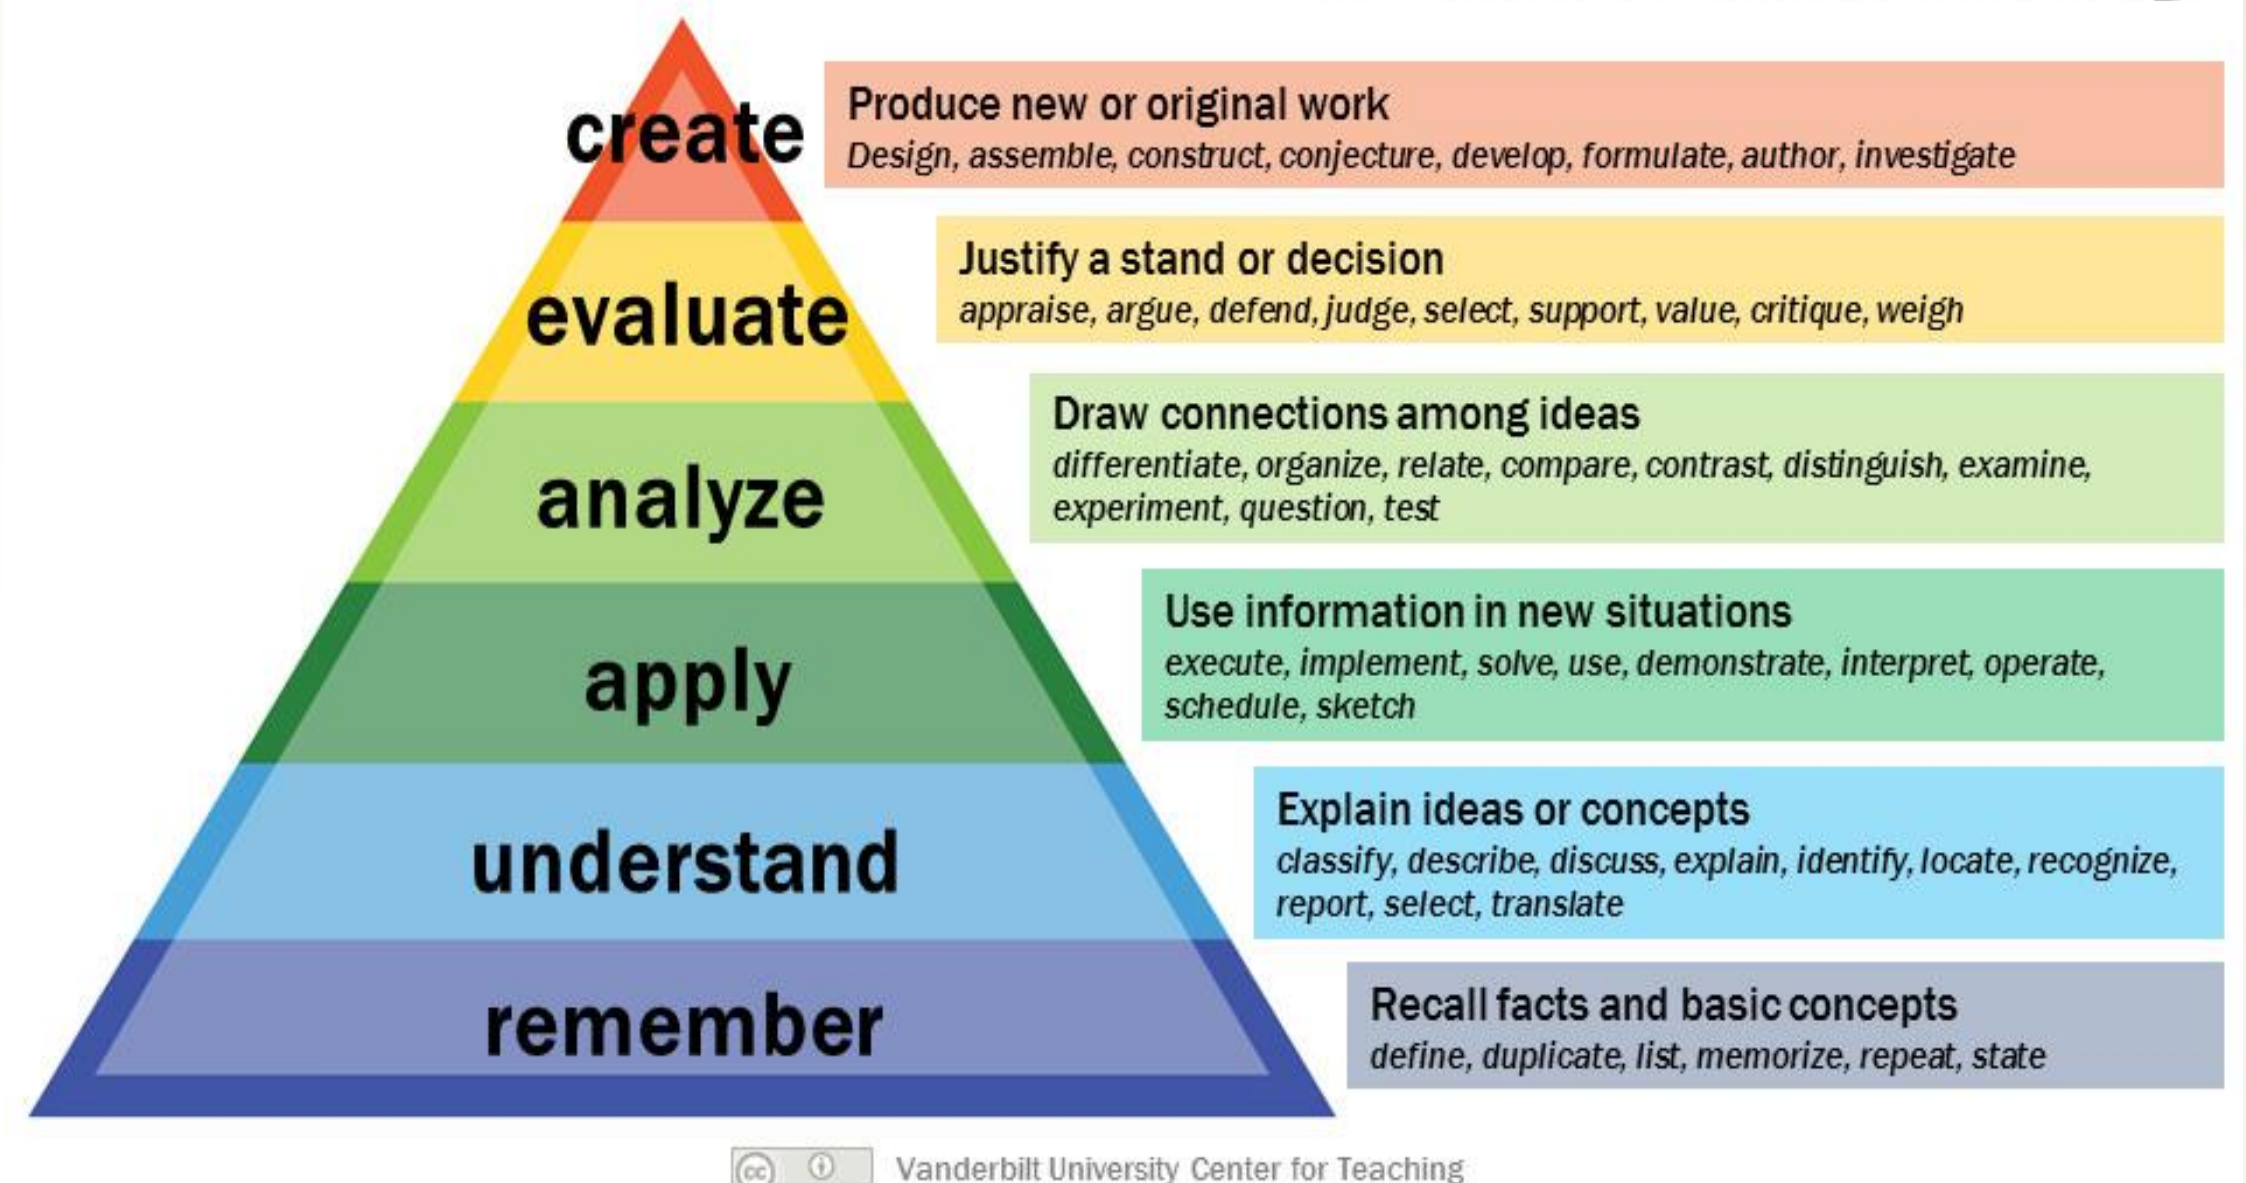 create
Produce new or original work
Design, assemble, construct, conjecture, develop, formulate, author, investigate
evaluate
Justify a stand or decision
appraise, argue, defend, judge, select, support, value, critique, weigh
analyze
Draw connections among ideas
differentiate, organize, relate, compare, contrast, distinguish, examine,
experiment, question, test
apply
Use information in new situations
execute, implement, solve, use, demonstrate, interpret, operate,
schedule, sketch
understand
Explain ideas or concepts
classify, describe, discuss, explain, identify, locate, recognize,
report, select, translate
remember
Recall facts and basic concepts
define, duplicate, list, memorize, repeat, state
cc
Vanderbilt University Center for Teaching